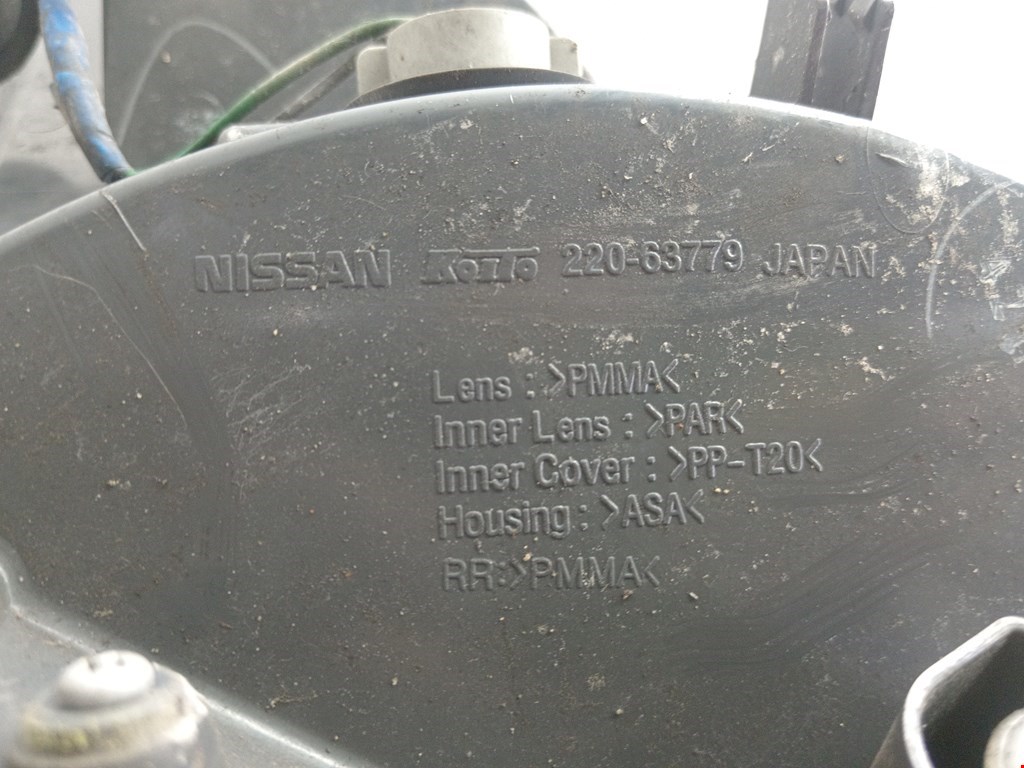 NISSAN KOITO 220-63779 JAPAN
Lens : >PMMA<
Inner Lens : >PAR<
Inner Cover : >PP-T20<
Housing : >ASA<
RR:>PMMA<